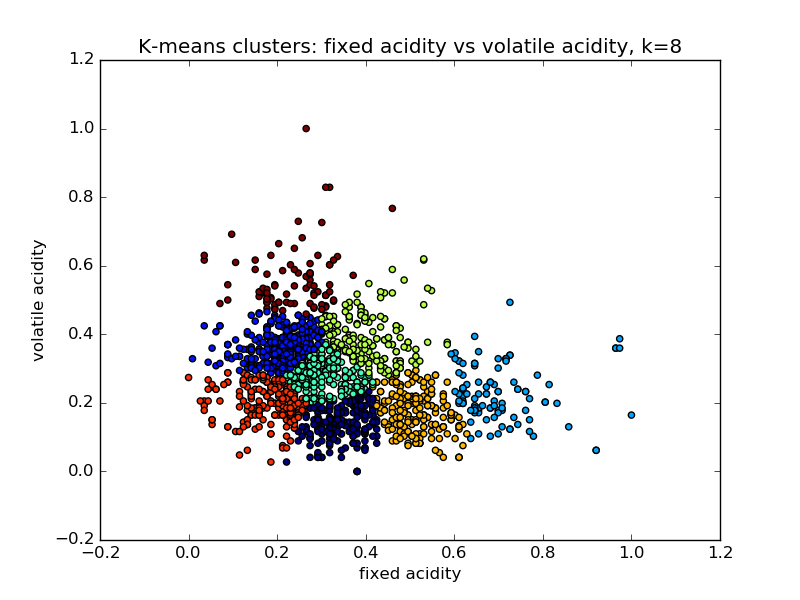 K-means clusters: fixed acidity vs volatile acidity, k=8
1.2
1.0
0.8
0.6
0.4
0.2
0.0
−0.2
volatile acidity
−0.2 0.0 0.2 0.4 0.6 0.8 1.0 1.2
fixed acidity